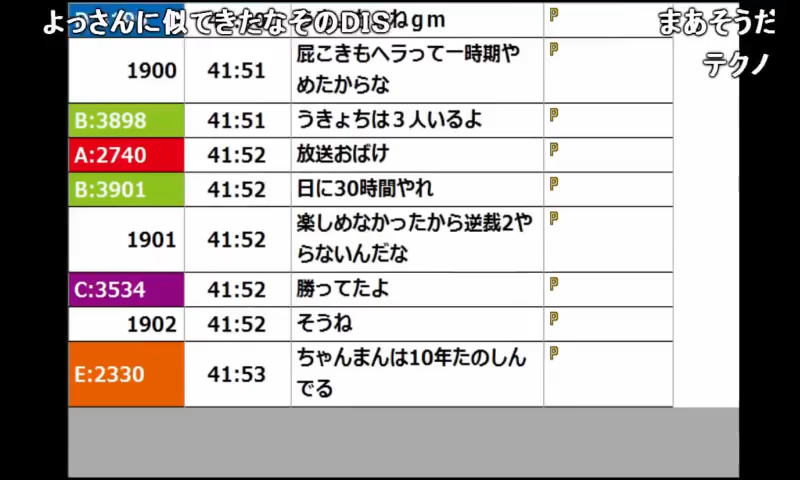 よっさんに似てきたなそのDIS
まあそうだ
テクノ
ねgm
P
1900 41:51 屁こきもヘラって一時期や
めたからな P
B:3898 41:51 うきょちは３人いるよ P
A:2740 41:52 放送おばけ P
B:3901 41:52 日に30時間やれ P
1901 41:52 楽しめなかったから逆裁2や
らないんだな P
C:3534 41:52 勝ってたよ P
1902 41:52 そうね P
E:2330 41:53 ちゃんまんは10年たのしん
でる P